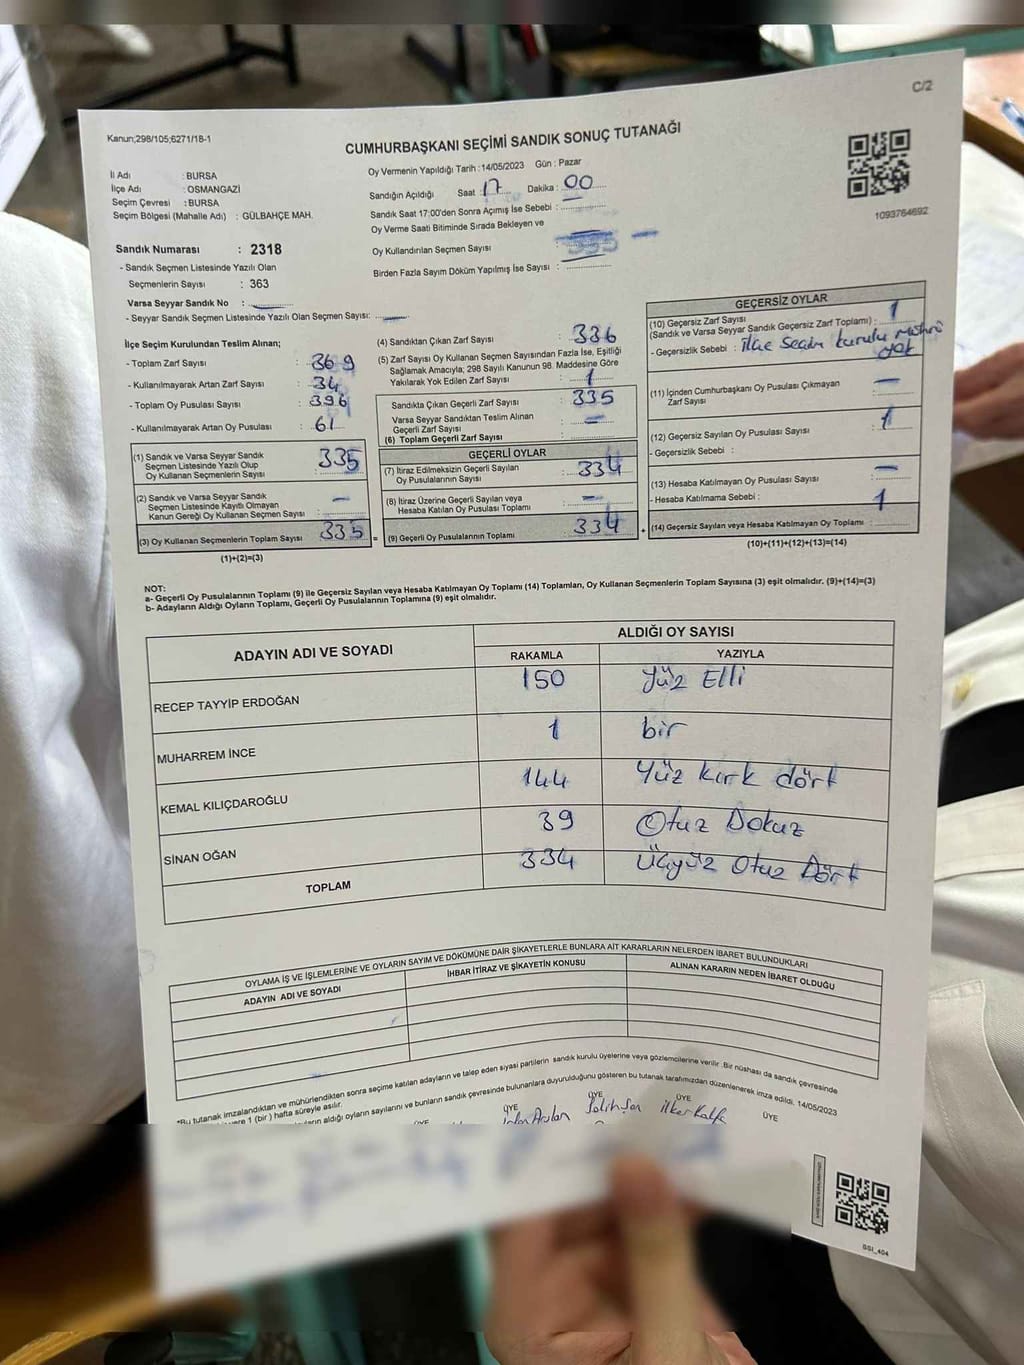 C/2
Kanun;298/105;6271/18-1
CUMHURBAŞKANI SEÇİMİ SANDIK SONUÇ TUTANAĞI
İl Adı : BURSA
İlçe Adı : OSMANGAZİ
Seçim Çevresi : BURSA
Seçim Bölgesi (Mahalle Adı) : GÜLBAHÇE MAH.
Oy Vermenin Yapıldığı Tarih : 14/05/2023 Gün : Pazar
Sandığın Açıldığı Saat 17 Dakika : 00
Sandık Saat 17:00'den Sonra Açımış İse Sebebi :
Oy Verme Saati Bitiminde Sırada Bekleyen ve
Oy Kullandırılan Seçmen Sayısı :
Birden Fazla Sayım Döküm Yapılmış İse Sayısı :
1093764692
Sandık Numarası : 2318
- Sandık Seçmen Listesinde Yazılı Olan
Seçmenlerin Sayısı : 363
Varsa Seyyar Sandık No :
- Seyyar Sandık Seçmen Listesinde Yazılı Olan Seçmen Sayısı:
İlçe Seçim Kurulundan Teslim Alınan;
- Toplam Zarf Sayısı : 369
- Kullanılmayarak Artan Zarf Sayısı : 34
- Toplam Oy Pusulası Sayısı : 396
- Kullanılmayarak Artan Oy Pusulası : 61
(1) Sandık ve Varsa Seyyar Sandık
Seçmen Listesinde Yazılı Olup
Oy Kullanan Seçmenlerin Sayısı : 335
(2) Sandık ve Varsa Seyyar Sandık
Seçmen Listesinde Kayıtlı Olmayan
Kanun Gereği Oy Kullanan Seçmen Sayısı : –
(3) Oy Kullanan Seçmenlerin Toplam Sayısı 335
(1)+(2)=(3)
(4) Sandıktan Çıkan Zarf Sayısı : 336
(5) Zarf Sayısı Oy Kullanan Seçmen Sayısından Fazla İse, Eşitliği
Sağlamak Amacıyla; 298 Sayılı Kanunun 98. Maddesine Göre
Yakılarak Yok Edilen Zarf Sayısı : 1
Sandıkta Çıkan Geçerli Zarf Sayısı : 335
Varsa Seyyar Sandıktan Teslim Alınan
Geçerli Zarf Sayısı : –
(6) Toplam Geçerli Zarf Sayısı
GEÇERLİ OYLAR
(7) İtiraz Edilmeksizin Geçerli Sayılan
Oy Pusulalarının Sayısı : 334
(8) İtiraz Üzerine Geçerli Sayılan veya
Hesaba Katılan Oy Pusulası Toplamı : –
= (9) Geçerli Oy Pusulalarının Toplamı : 334
GEÇERSİZ OYLAR
(10) Geçersiz Zarf Sayısı
(Sandık ve Varsa Seyyar Sandık Geçersiz Zarf Toplamı) : 1
- Geçersizlik Sebebi : İlçe Seçim kurulu Mührü
yok
(11) İçinden Cumhurbaşkanı Oy Pusulası Çıkmayan
Zarf Sayısı : –
(12) Geçersiz Sayılan Oy Pusulası Sayısı : 1
- Geçersizlik Sebebi :
(13) Hesaba Katılmayan Oy Pusulası Sayısı : –
- Hesaba Katılmama Sebebi :
+ (14) Geçersiz Sayılan veya Hesaba Katılmayan Oy Toplamı : 1
(10)+(11)+(12)+(13)=(14)
NOT:
a- Geçerli Oy Pusulalarının Toplamı (9) ile Geçersiz Sayılan veya Hesaba Katılmayan Oy Toplamı (14) Toplamları, Oy Kullanan Seçmenlerin Toplam Sayısına (3) eşit olmalıdır. (9)+(14)=(3)
b- Adayların Aldığı Oyların Toplamı, Geçerli Oy Pusulalarının Toplamına (9) eşit olmalıdır.
ADAYIN ADI VE SOYADI ALDIĞI OY SAYISI
RAKAMLA YAZIYLA
RECEP TAYYİP ERDOĞAN 150 Yüz Elli
MUHARREM İNCE 1 bir
KEMAL KILIÇDAROĞLU 144 Yüz kırk dört
SİNAN OĞAN 39 Otuz Dokuz
TOPLAM 334 Üçyüz Otuz Dört
OYLAMA İŞ VE İŞLEMLERİNE VE OYLARIN SAYIM VE DÖKÜMÜNE DAİR ŞİKAYETLERLE BUNLARA AİT KARARLARIN NELERDEN İBARET BULUNDUKLARI
ADAYIN ADI VE SOYADI İHBAR İTİRAZ VE ŞİKAYETİN KONUSU ALINAN KARARIN NEDEN İBARET OLDUĞU
*Bu tutanak imzalandıktan ve mühürlendikten sonra seçime katılan adayların ve talep eden siyasi partilerin sandık kurulu üyelerine veya gözlemcilerine verilir. Bir nüshası da sandık çevresinde
1 (bir) hafta süreyle asılır.
aldığı oyların sayılarını ve bunların sandık çevresinde bulunanlara duyurulduğunu gösteren bu tutanak tarafımızdan düzenlenerek imza edildi. 14/05/2023
ÜYE ÜYE ÜYE ÜYE
Arslan Salih Şan İlker Kalfa
SSI_404